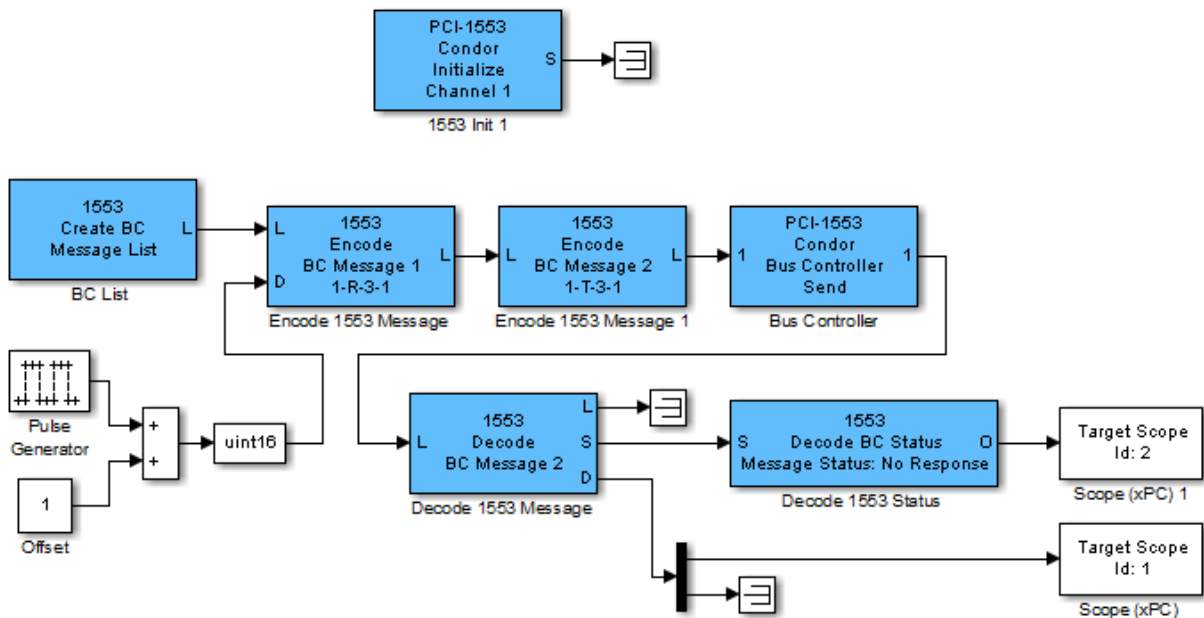 PCI-1553
Condor
Initialize
Channel 1
S
1553 Init 1
1553
Create BC
Message List
L
BC List
L
D
1553
Encode
BC Message 1
1-R-3-1
L
Encode 1553 Message
L
1553
Encode
BC Message 2
1-T-3-1
L
Encode 1553 Message 1
1
PCI-1553
Condor
Bus Controller
Send
1
Bus Controller
Pulse
Generator
+
+
uint16
1
Offset
L
1553
Decode
BC Message 2
L
S
D
Decode 1553 Message
S
1553
Decode BC Status
Message Status: No Response
O
Decode 1553 Status
Target Scope
Id: 2
Scope (xPC) 1
Target Scope
Id: 1
Scope (xPC)